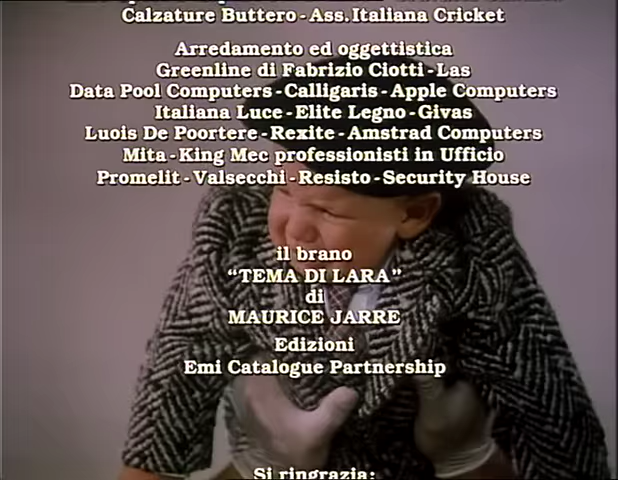 Calzature Buttero - Ass. Italiana Cricket
Arredamento ed oggettistica
Greenline di Fabrizio Ciotti - Las
Data Pool Computers - Calligaris - Apple Computers
Italiana Luce - Elite Legno - Givas
Luois De Poortere - Rexite - Amstrad Computers
Mita - King Mec professionisti in Ufficio
Promelit - Valsecchi - Resisto - Security House
il brano
“TEMA DI LARA”
di
MAURICE JARRE
Edizioni
Emi Catalogue Partnership
Si ringrazia: